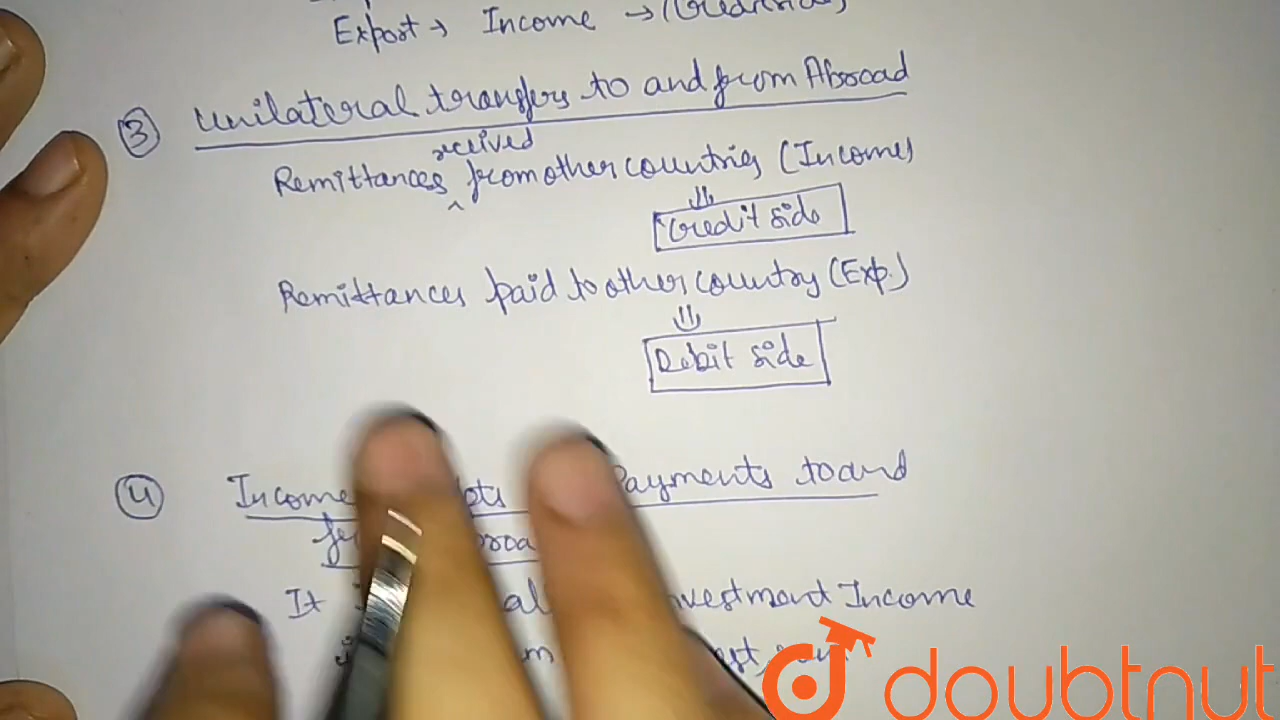 Export → Income →
③ Unilateral transfers to and from Abroad
received
Remittances ^ from other countries (Income)
⇓
Credit side
Remittances paid to other country (Exp.)
⇓
Debit side
④ Income Payments to and
It Investment Income
doubtnut